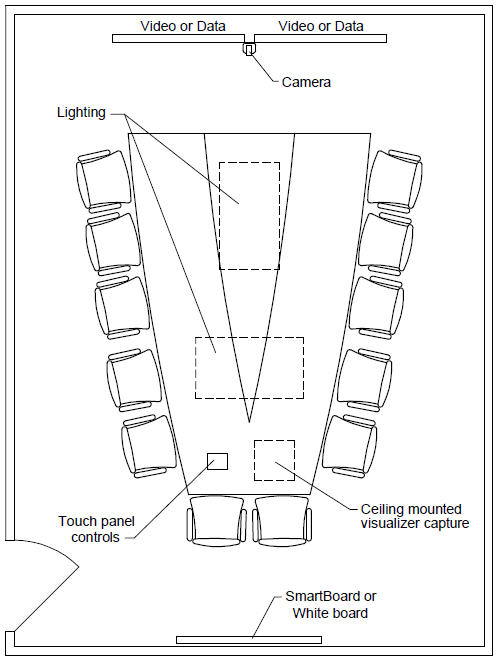 Video or Data
Video or Data
Camera
Lighting
Touch panel
controls
Ceiling mounted
visualizer capture
SmartBoard or
White board